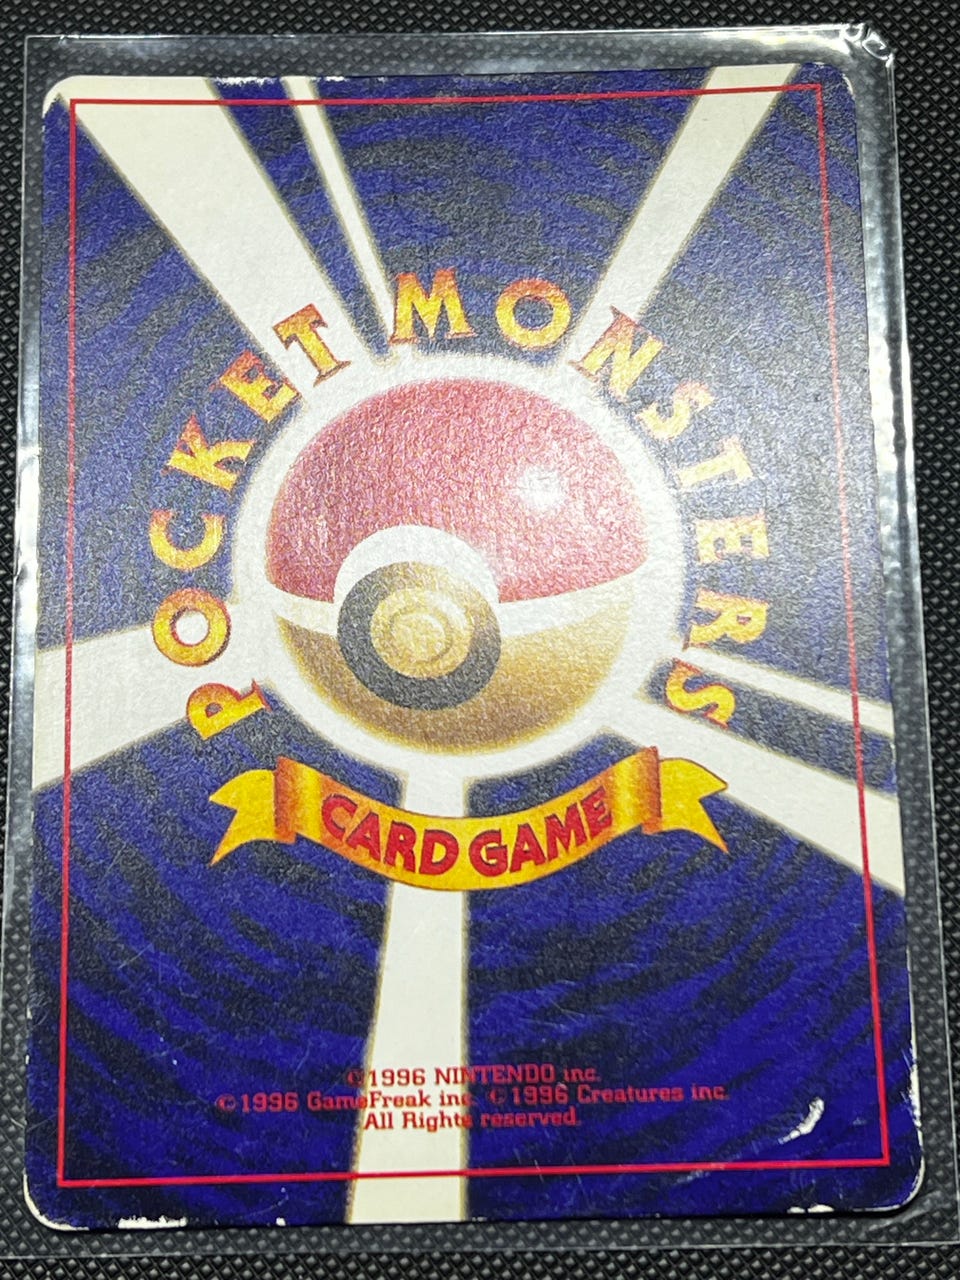 POCKET MONSTERS
CARD GAME
©1996 NINTENDO inc.
©1996 GameFreak inc. ©1996 Creatures inc.
All Rights reserved.